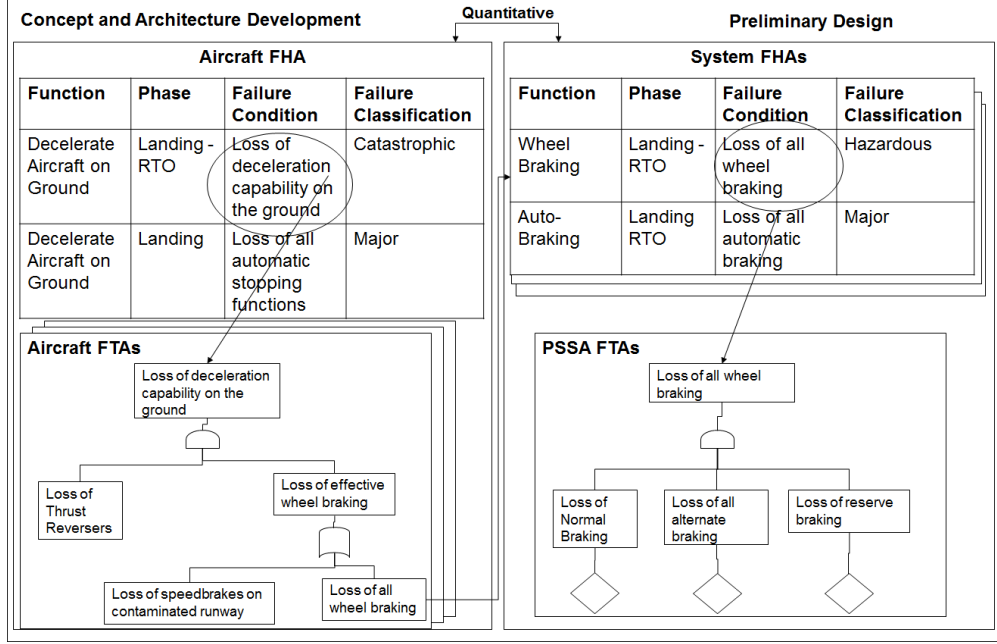 Concept and Architecture Development
Quantitative
Preliminary Design
Aircraft FHA
Function
Phase
Failure
Condition
Failure
Classification
Decelerate
Aircraft on
Ground
Landing -
RTO
Loss of
deceleration
capability on
the ground
Catastrophic
Decelerate
Aircraft on
Ground
Landing
Loss of all
automatic
stopping
functions
Major
System FHAs
Function
Phase
Failure
Condition
Failure
Classification
Wheel
Braking
Landing -
RTO
Loss of all
wheel
braking
Hazardous
Auto-
Braking
Landing
RTO
Loss of all
automatic
braking
Major
Aircraft FTAs
Loss of deceleration
capability on the
ground
Loss of
Thrust
Reversers
Loss of effective
wheel braking
Loss of speedbrakes on
contaminated runway
Loss of all
wheel braking
PSSA FTAs
Loss of all wheel
braking
Loss of
Normal
Braking
Loss of all
alternate
braking
Loss of reserve
braking